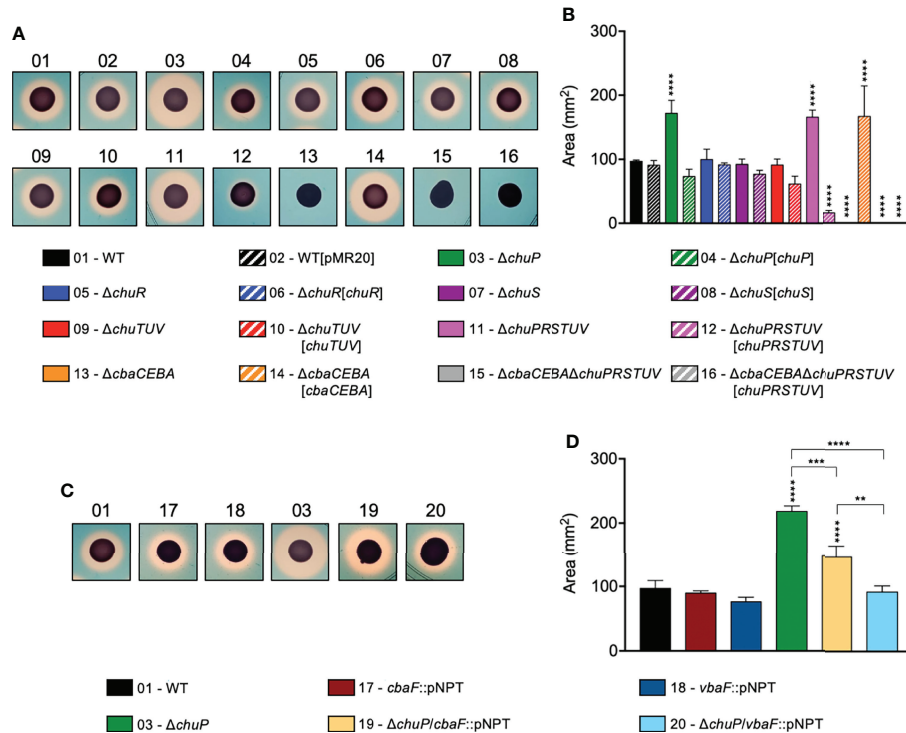 A
01 02 03 04 05 06 07 08
09 10 11 12 13 14 15 16
B
300
200
100
0
Area (mm²)
****
****
****
****
****
****
****
01 - WT
02 - WT[pMR20]
03 - ΔchuP
04 - ΔchuP[chuP]
05 - ΔchuR
06 - ΔchuR[chuR]
07 - ΔchuS
08 - ΔchuS[chuS]
09 - ΔchuTUV
10 - ΔchuTUV
[chuTUV]
11 - ΔchuPRSTUV
12 - ΔchuPRSTUV
[chuPRSTUV]
13 - ΔcbaCEBA
14 - ΔcbaCEBA
[cbaCEBA]
15 - ΔcbaCEBAΔchuPRSTUV
16 - ΔcbaCEBAΔchuPRSTUV
[chuPRSTUV]
C
01 17 18 03 19 20
D
300
200
100
0
Area (mm²)
****
***
**
****
****
01 - WT
17 - cbaF::pNPT
18 - vbaF::pNPT
03 - ΔchuP
19 - ΔchuP/cbaF::pNPT
20 - ΔchuP/vbaF::pNPT